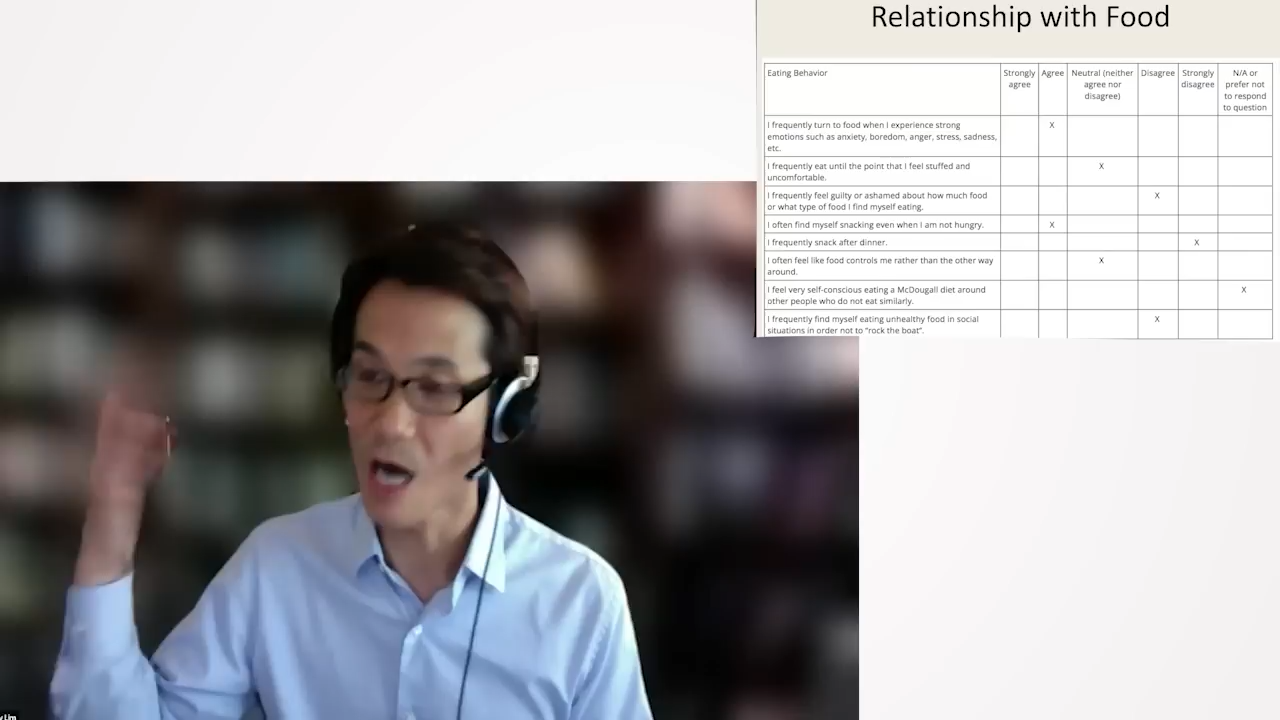 Relationship with Food
Eating Behavior
Strongly
agree
Agree
Neutral (neither
agree nor
disagree)
Disagree
Strongly
disagree
N/A or
prefer not
to respond
to question
I frequently turn to food when I experience strong
emotions such as anxiety, boredom, anger, stress, sadness,
etc.
X
I frequently eat until the point that I feel stuffed and
uncomfortable.
X
I frequently feel guilty or ashamed about how much food
or what type of food I find myself eating.
X
I often find myself snacking even when I am not hungry.
X
I frequently snack after dinner.
X
I often feel like food controls me rather than the other way
around.
X
I feel very self-conscious eating a McDougall diet around
other people who do not eat similarly.
X
I frequently find myself eating unhealthy food in social
situations in order not to "rock the boat".
X
Lim